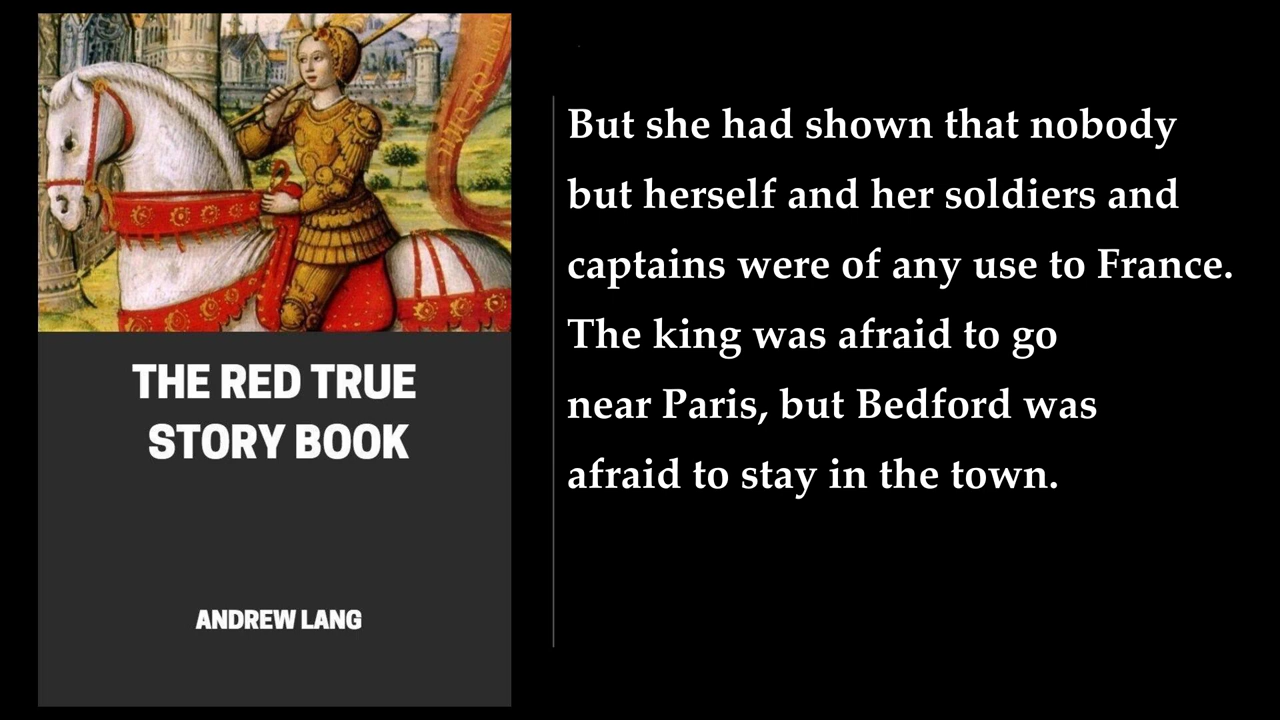 THE RED TRUE
STORY BOOK
ANDREW LANG
But she had shown that nobody
but herself and her soldiers and
captains were of any use to France.
The king was afraid to go
near Paris, but Bedford was
afraid to stay in the town.